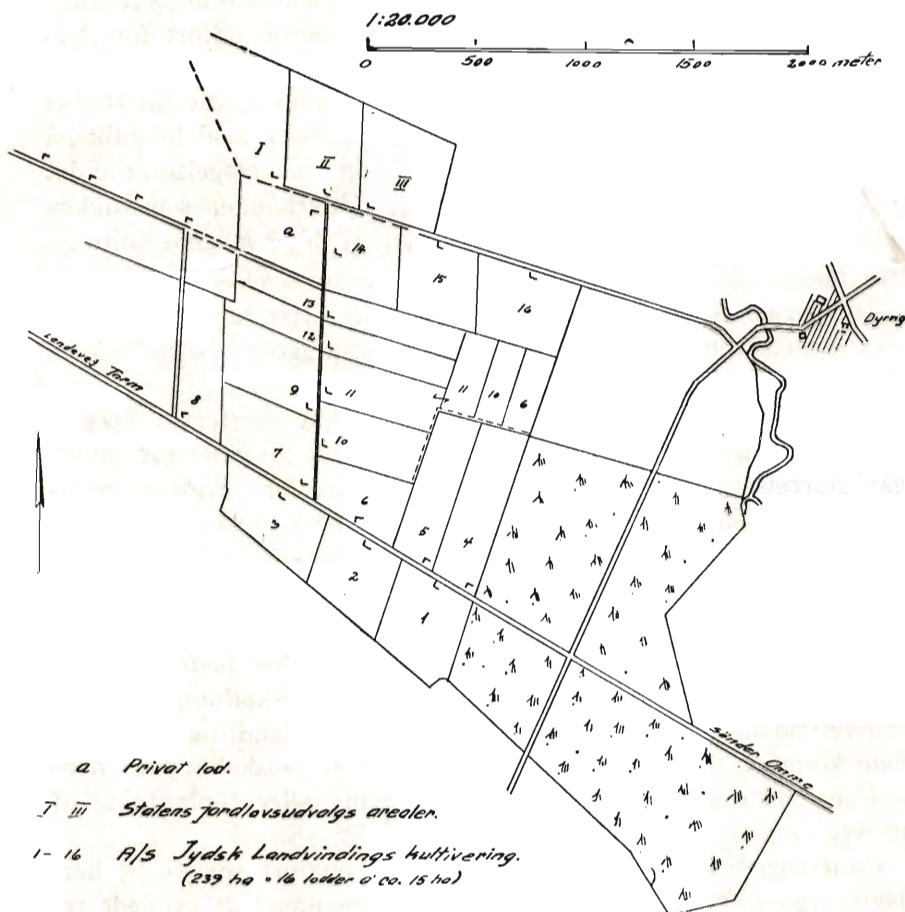 1:20.000
0 500 1000 1500 2000 meter
I
II
III
a
14
15
16
13
12
11
10
6
9
11
8
10
7
6
5
4
3
2
1
Landevej Tarm
Sønder Omme
a Privat lod.
I III Statens jordlovsudvalgs arealer.
1-16 A/S Jydsk Landvindings kultivering.
(239 ha = 16 lodder à ca. 15 ha)